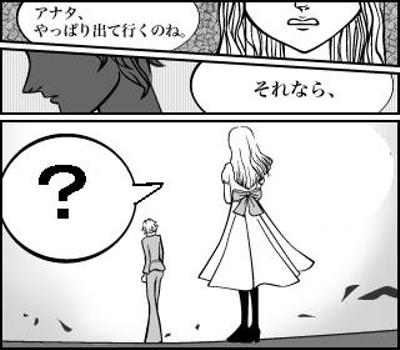 アナタ、
やっぱり出て行くのね。
それなら、
?